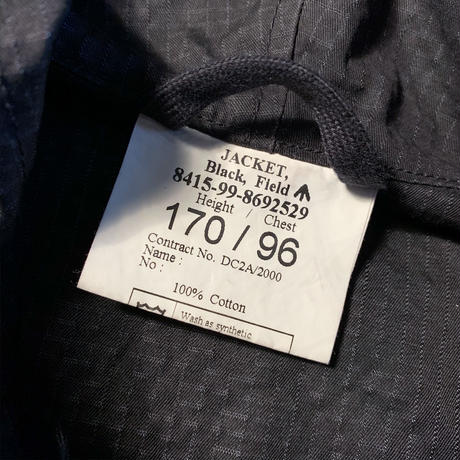 JACKET,
Black, Field
8415-99-8692529
Height / Chest
170 / 96
Contract No. DC2A/2000
Name :
No :
100% Cotton
Wash as synthetic